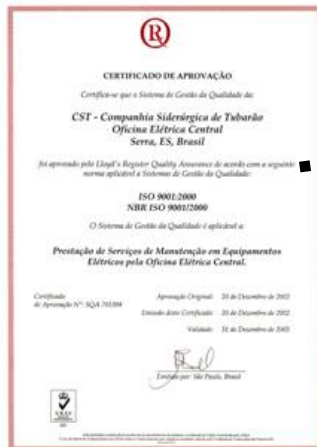 CERTIFICADO DE APROVAÇÃO
Certifica-se que o Sistema de Gestão da Qualidade da:
CST - Companhia Siderúrgica de Tubarão
Oficina Elétrica Central
Serra, ES, Brasil
foi aprovado pelo Lloyd's Register Quality Assurance de acordo com a seguinte
norma aplicável a Sistemas de Gestão da Qualidade:
ISO 9001:2000
NBR ISO 9001/2000
O Sistema de Gestão da Qualidade é aplicável a:
Prestação de Serviços de Manutenção em Equipamentos
Elétricos pela Oficina Elétrica Central.
Certificado
de Aprovação Nº: SQA
Aprovação Original: 20 de Dezembro de 2002
Emissão deste Certificado: 20 de Dezembro de 2002
Validade: 31 de Dezembro de 2005
Emitido por: São Paulo, Brasil
UKAS